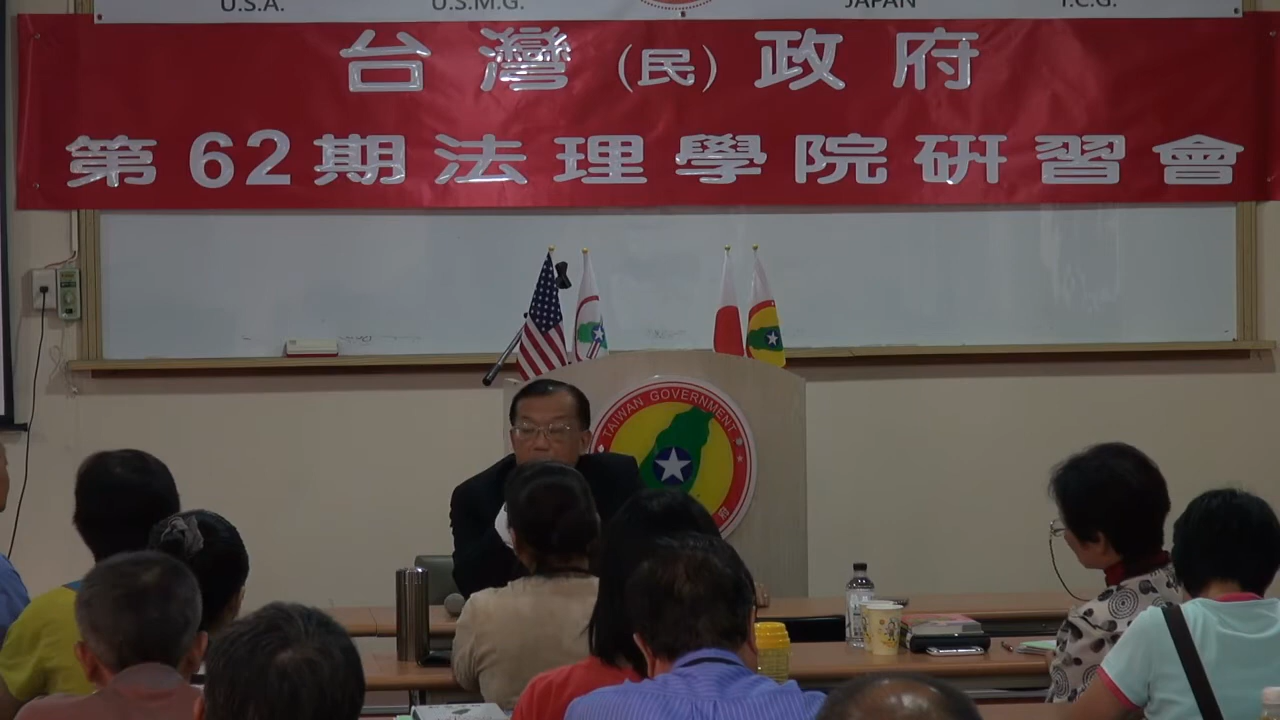 U.S.A. U.S.M.G. JAPAN T.C.G.
台灣(民)政府
第62期法理學院研習會
TAIWAN GOVERNMENT
府